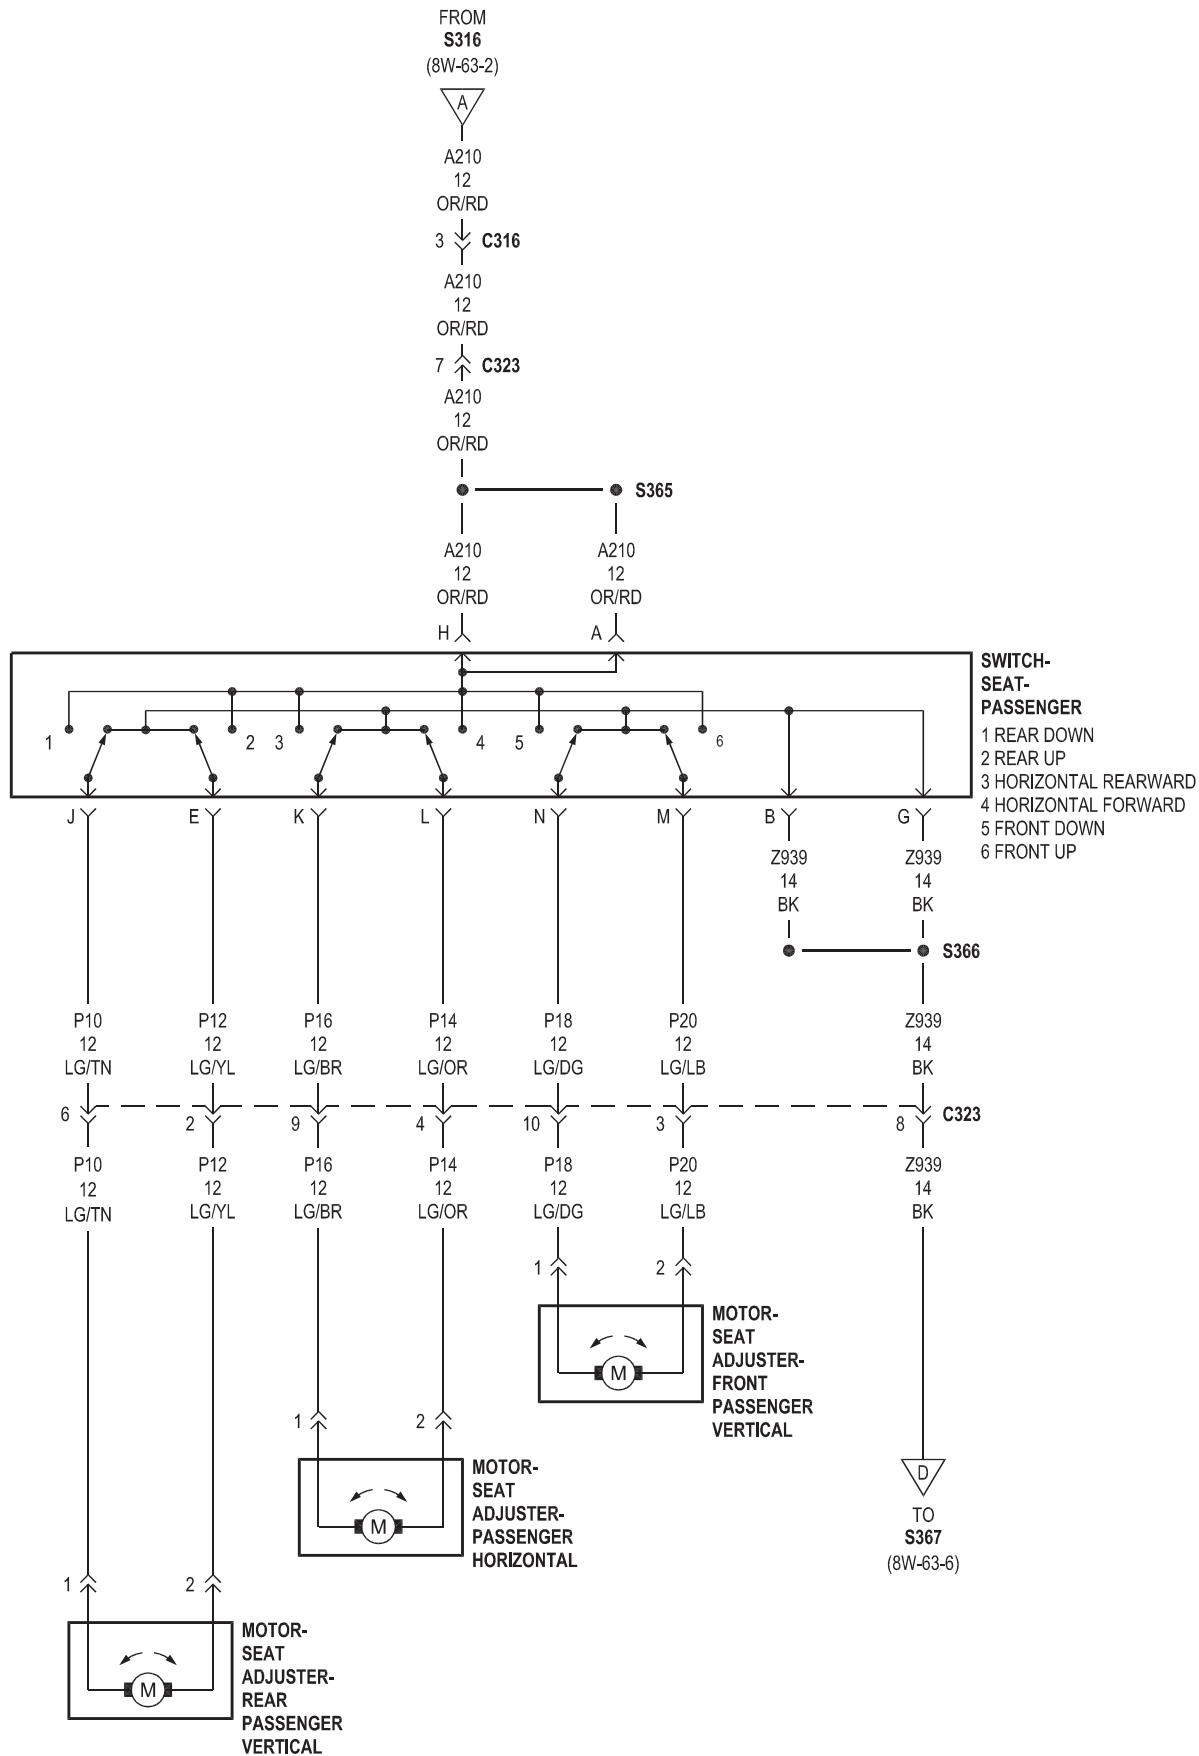 FROM
S316
(8W-63-2)
A
A210
12
OR/RD
3 C316
A210
12
OR/RD
7 C323
A210
12
OR/RD
S365
A210 A210
12 12
OR/RD OR/RD
H A
SWITCH-
SEAT-
PASSENGER
1 REAR DOWN
2 REAR UP
3 HORIZONTAL REARWARD
4 HORIZONTAL FORWARD
5 FRONT DOWN
6 FRONT UP
1 2 3 4 5 6
J E K L N M B G
Z939 Z939
14 14
BK BK
S366
P10 P12 P16 P14 P18 P20 Z939
12 12 12 12 12 12 14
LG/TN LG/YL LG/BR LG/OR LG/DG LG/LB BK
6 2 9 4 10 3 8 C323
P10 P12 P16 P14 P18 P20 Z939
12 12 12 12 12 12 14
LG/TN LG/YL LG/BR LG/OR LG/DG LG/LB BK
1 2
MOTOR-
SEAT
ADJUSTER-
FRONT
PASSENGER
VERTICAL
M
1 2
MOTOR-
SEAT
ADJUSTER-
PASSENGER
HORIZONTAL
M
D
TO
S367
(8W-63-6)
1 2
MOTOR-
SEAT
ADJUSTER-
REAR
PASSENGER
VERTICAL
M